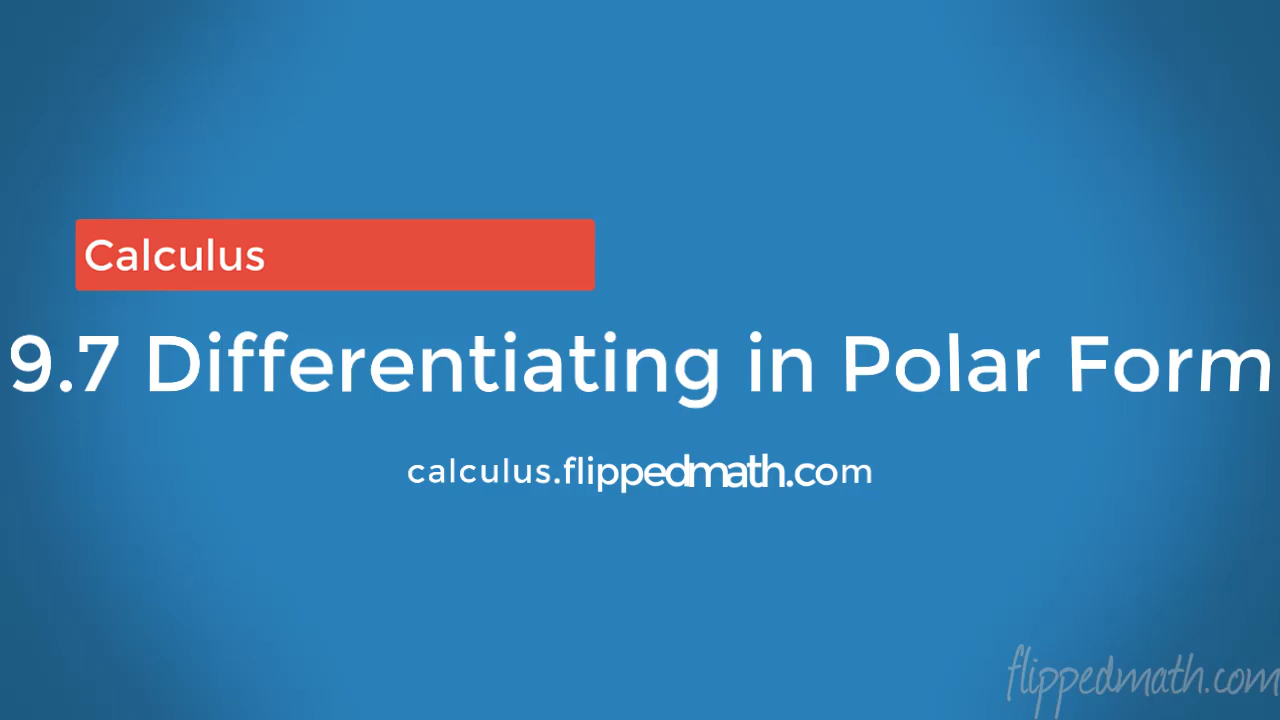 Calculus
9.7 Differentiating in Polar Form
calculus.flippedmath.com
flippedmath.com